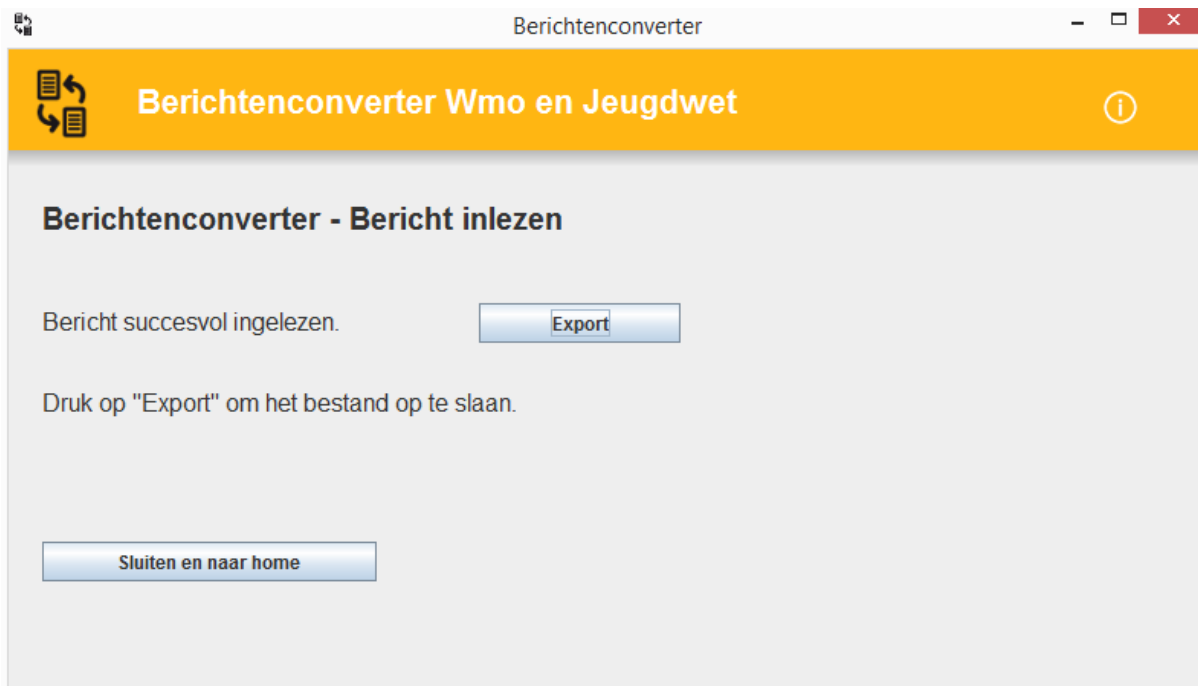 Berichtenconverter
Berichtenconverter Wmo en Jeugdwet
Berichtenconverter - Bericht inlezen
Bericht succesvol ingelezen. Export
Druk op "Export" om het bestand op te slaan.
Sluiten en naar home